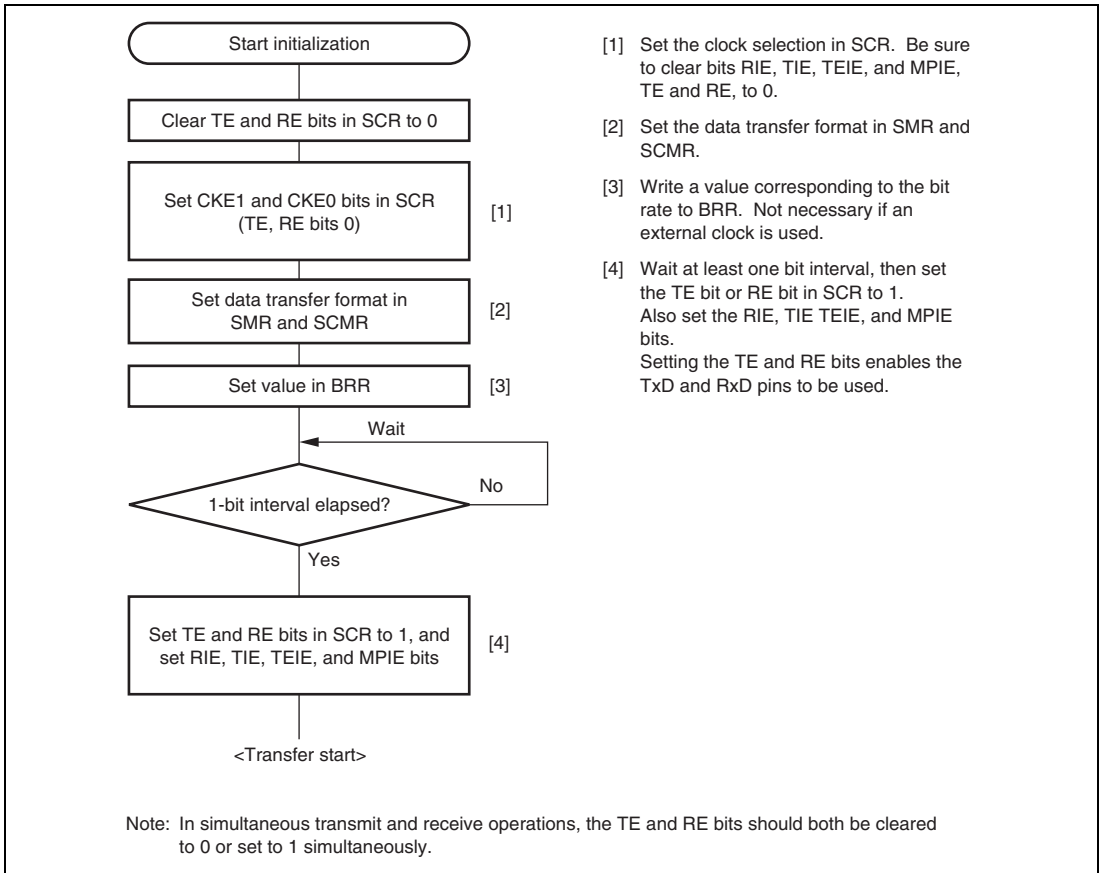 Start initialization
Clear TE and RE bits in SCR to 0
Set CKE1 and CKE0 bits in SCR
(TE, RE bits 0)
[1]
Set data transfer format in
SMR and SCMR
[2]
Set value in BRR
[3]
Wait
No
1-bit interval elapsed?
Yes
Set TE and RE bits in SCR to 1, and
set RIE, TIE, TEIE, and MPIE bits
[4]
<Transfer start>
[1] Set the clock selection in SCR. Be sure
to clear bits RIE, TIE, TEIE, and MPIE,
TE and RE, to 0.
[2] Set the data transfer format in SMR and
SCMR.
[3] Write a value corresponding to the bit
rate to BRR. Not necessary if an
external clock is used.
[4] Wait at least one bit interval, then set
the TE bit or RE bit in SCR to 1.
Also set the RIE, TIE TEIE, and MPIE
bits.
Setting the TE and RE bits enables the
TxD and RxD pins to be used.
Note: In simultaneous transmit and receive operations, the TE and RE bits should both be cleared
to 0 or set to 1 simultaneously.